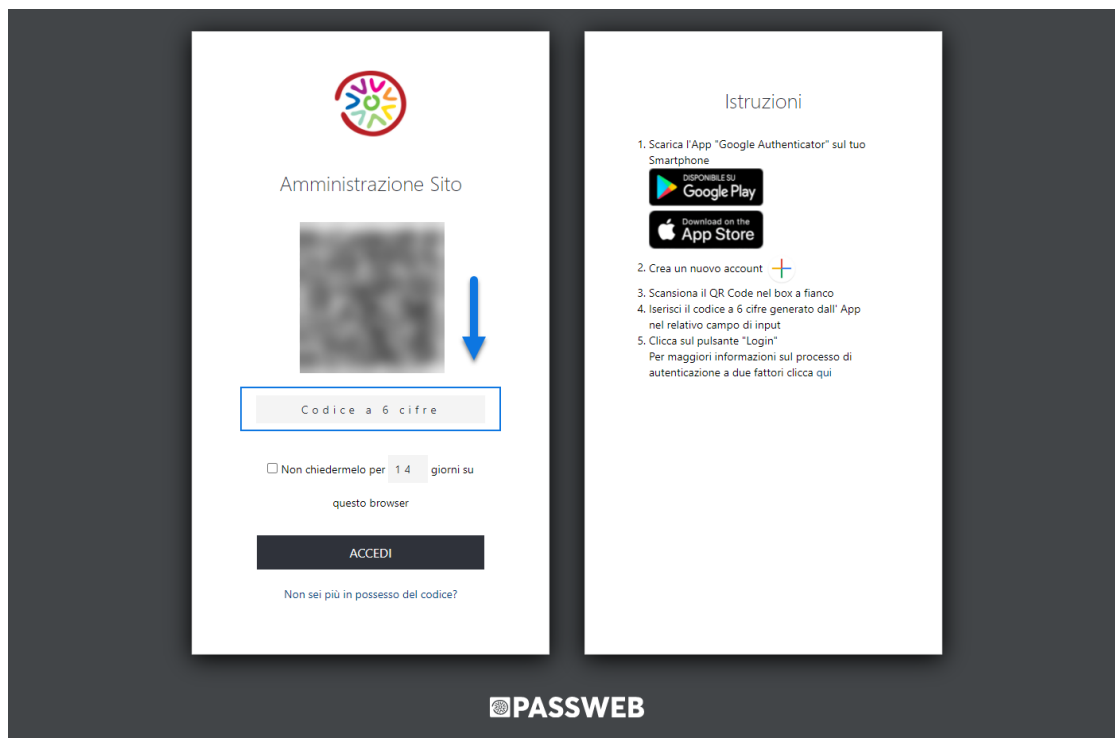 Amministrazione Sito
Codice a 6 cifre
Non chiedermelo per 14 giorni su
questo browser
ACCEDI
Non sei più in possesso del codice?
Istruzioni
1. Scarica l'App "Google Authenticator" sul tuo
Smartphone
DISPONIBILE SU
Google Play
Download on the
App Store
2. Crea un nuovo account
3. Scansiona il QR Code nel box a fianco
4. Iserisci il codice a 6 cifre generato dall' App
nel relativo campo di input
5. Clicca sul pulsante "Login"
Per maggiori informazioni sul processo di
autenticazione a due fattori clicca qui
PASSWEB